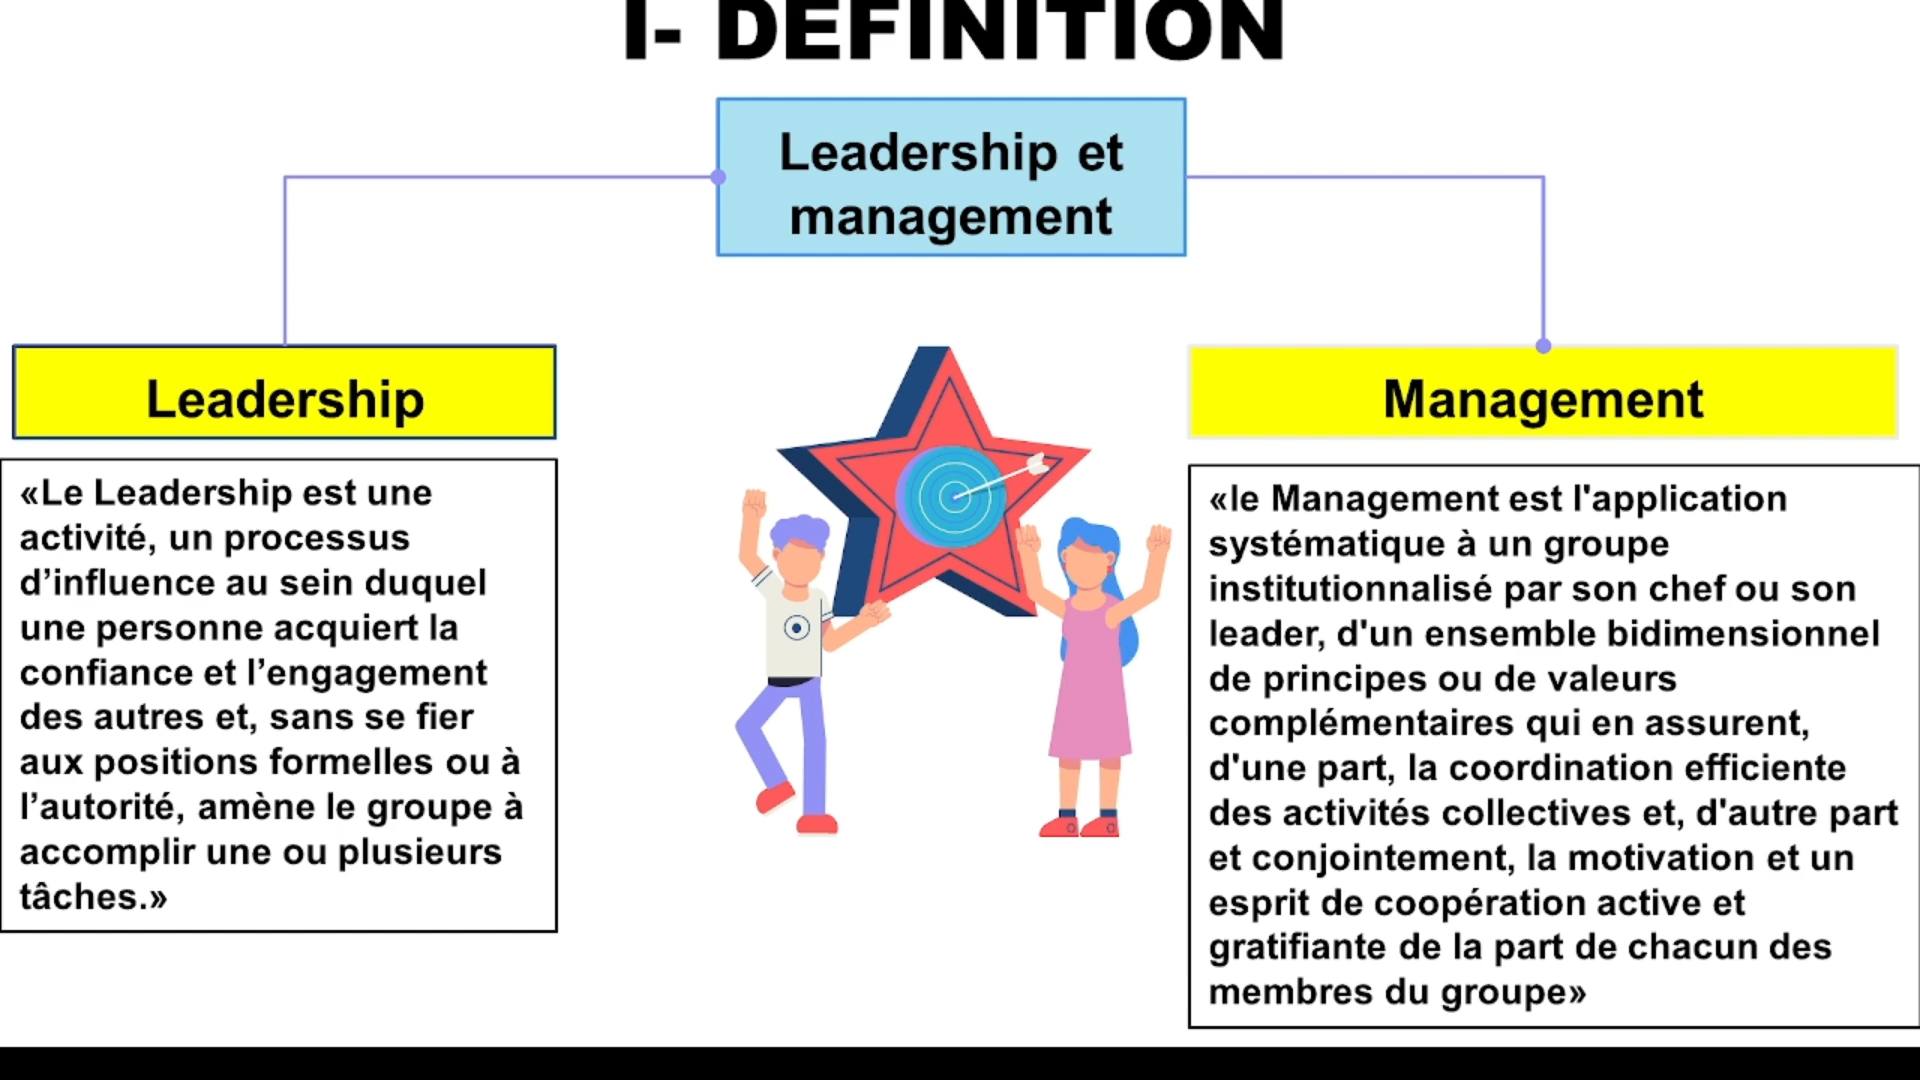 I- DEFINITION
Leadership et
management
Leadership
Management
«Le Leadership est une
activité, un processus
d’influence au sein duquel
une personne acquiert la
confiance et l’engagement
des autres et, sans se fier
aux positions formelles ou à
l’autorité, amène le groupe à
accomplir une ou plusieurs
tâches.»
«le Management est l'application
systématique à un groupe
institutionnalisé par son chef ou son
leader, d'un ensemble bidimensionnel
de principes ou de valeurs
complémentaires qui en assurent,
d'une part, la coordination efficiente
des activités collectives et, d'autre part
et conjointement, la motivation et un
esprit de coopération active et
gratifiante de la part de chacun des
membres du groupe»